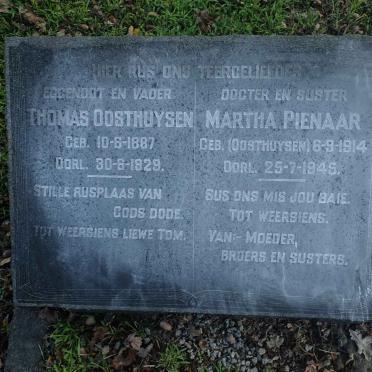 HIER RUS ONS TEERGELIEFDE
EGGENOOT EN VADER
THOMAS OOSTHUYSEN
GEB. 10-6-1887
OORL. 30-6-1929.
STILLE RUSPLAAS VAN
GODS DODE.
TOT WEERSIENS LIEWE TOM.
DOGTER EN SUSTER
MARTHA PIENAAR
GEB. (OOSTHUYSEN) 6-9-1914
OORL. 25-7-1945.
SUS ONS MIS JOU BAIE.
TOT WEERSIENS.
VAN:- MOEDER,
BROERS EN SUSTERS.